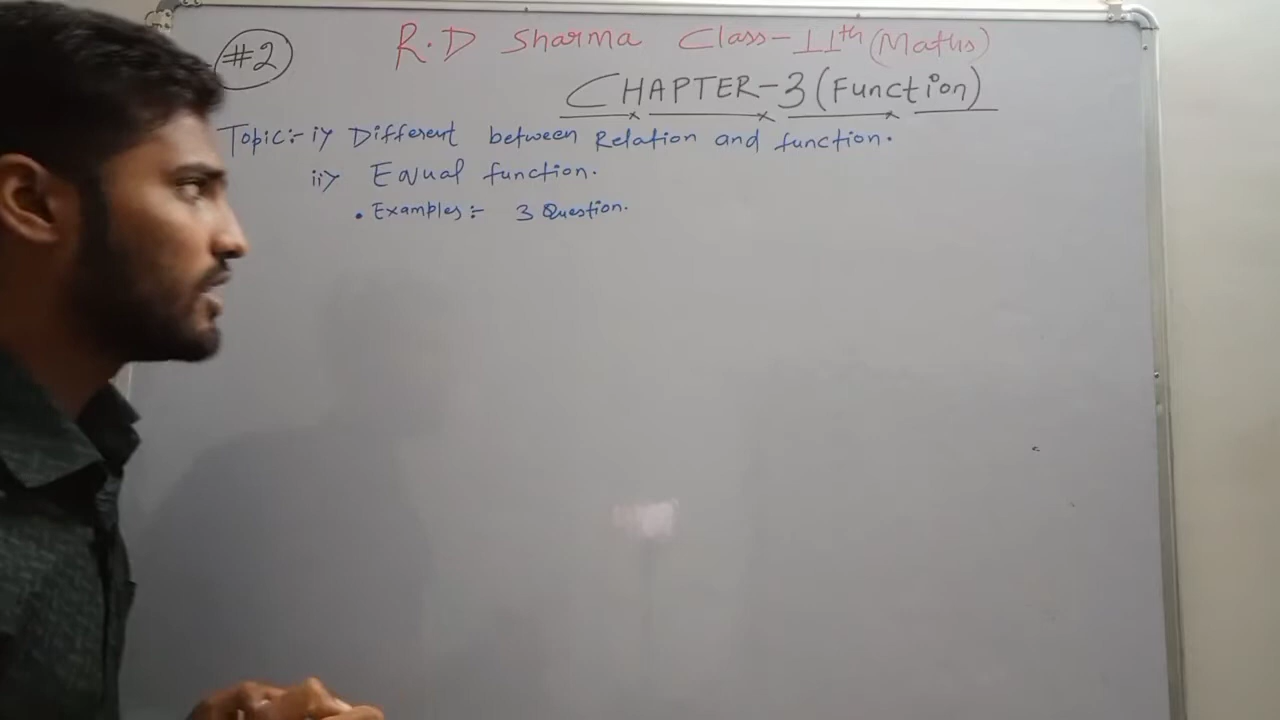 #2
R.D Sharma Class-11th (Maths)
CHAPTER-3 (Function)
Topic:- i> Different between Relation and function.
ii> Equal function.
• Examples:- 3 Question.